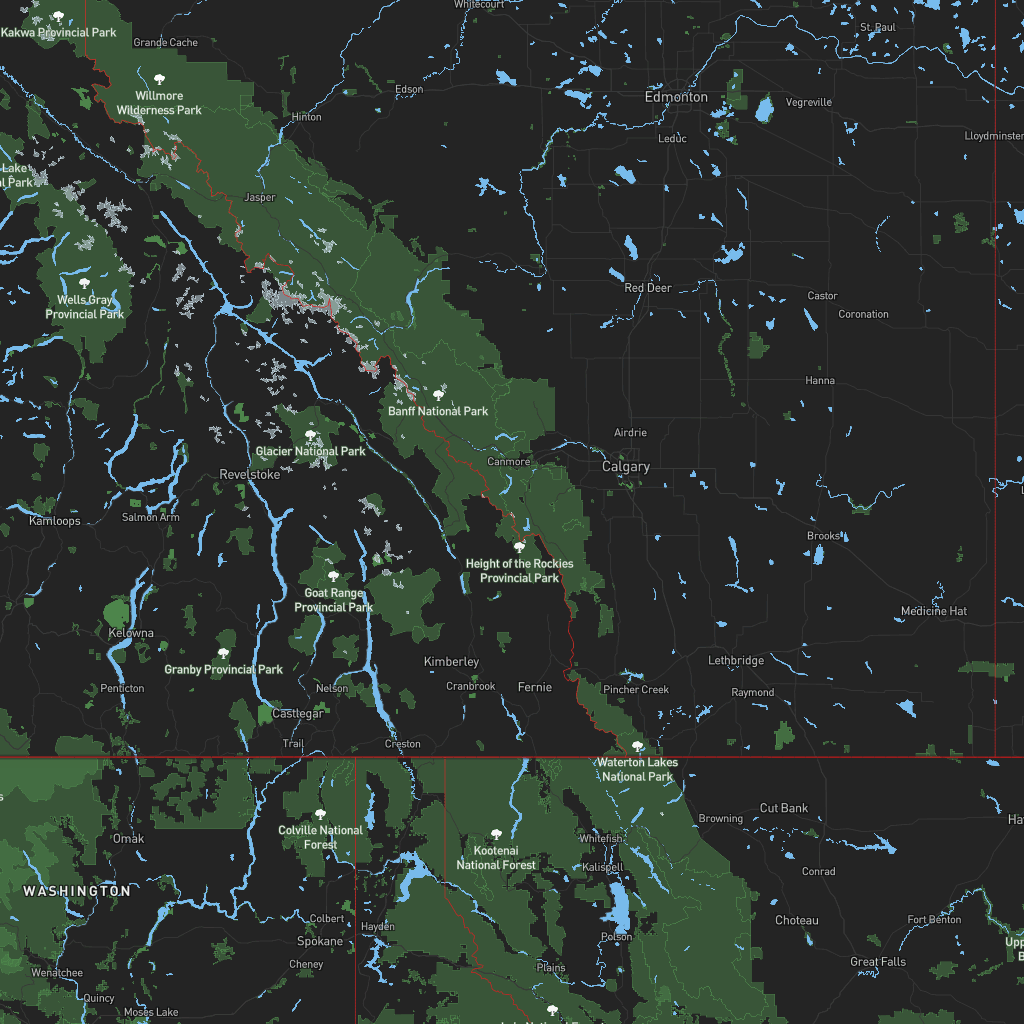 Whitecourt
Kakwa Provincial Park
St. Paul
Grande Cache
Edson
Willmore
Wilderness Park
Edmonton
Vegreville
Hinton
Leduc
Lloydminster
Lake
Jasper
Red Deer
Castor
Wells Gray
Provincial Park
Coronation
Hanna
Banff National Park
Airdrie
Glacier National Park
Canmore
Calgary
Revelstoke
Salmon Arm
Kamloops
Brooks
Height of the Rockies
Provincial Park
Goat Range
Provincial Park
Medicine Hat
Kelowna
Granby Provincial Park
Kimberley
Lethbridge
Penticton
Nelson
Cranbrook
Fernie
Pincher Creek
Raymond
Castlegar
Trail
Creston
Waterton Lakes
National Park
Cut Bank
Browning
Colville National
Forest
Omak
Whitefish
Kootenai
National Forest
Kalispell
Conrad
WASHINGTON
Colbert
Hayden
Choteau
Fort Benton
Spokane
Polson
Great Falls
Cheney
Plains
Wenatchee
Quincy
Moses Lake